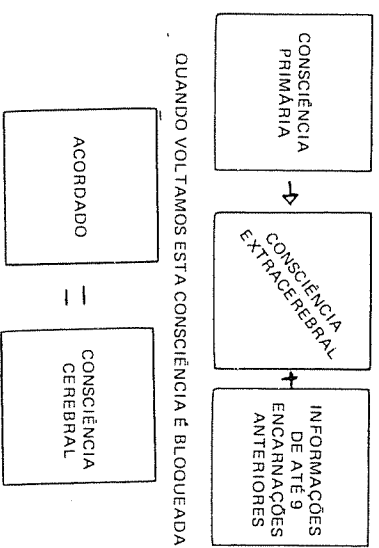 CONSCIÊNCIA
PRIMÁRIA
CONSCIÊNCIA
EXTRACEREBRAL
+
INFORMAÇÕES
DE ATÉ 9
ENCARNAÇÕES
ANTERIORES
QUANDO VOLTAMOS ESTA CONSCIÊNCIA É BLOQUEADA
ACORDADO
=
CONSCIÊNCIA
CEREBRAL